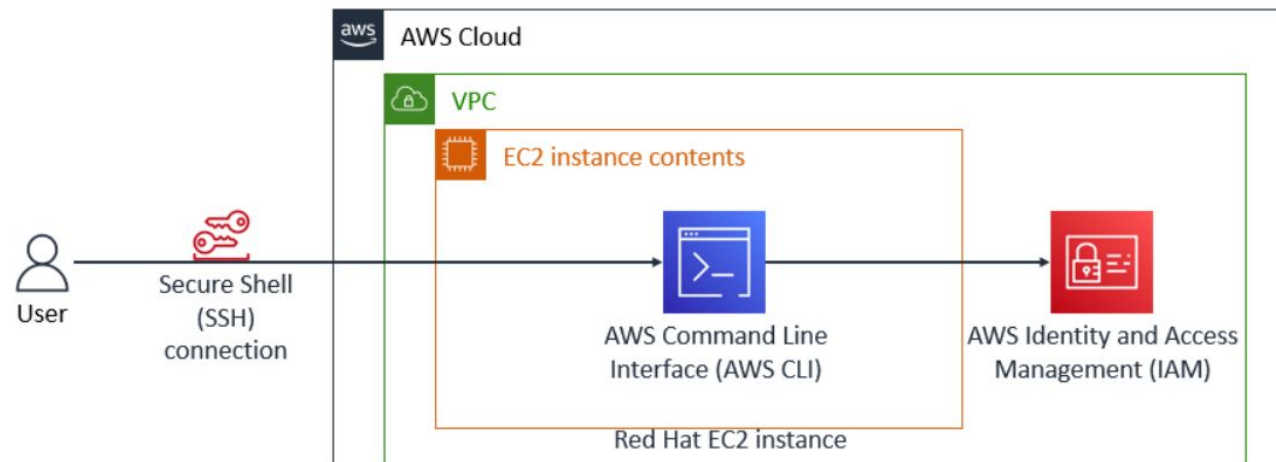 aws
AWS Cloud
VPC
EC2 instance contents
User
Secure Shell
(SSH)
connection
AWS Command Line
Interface (AWS CLI)
AWS Identity and Access
Management (IAM)
Red Hat EC2 instance